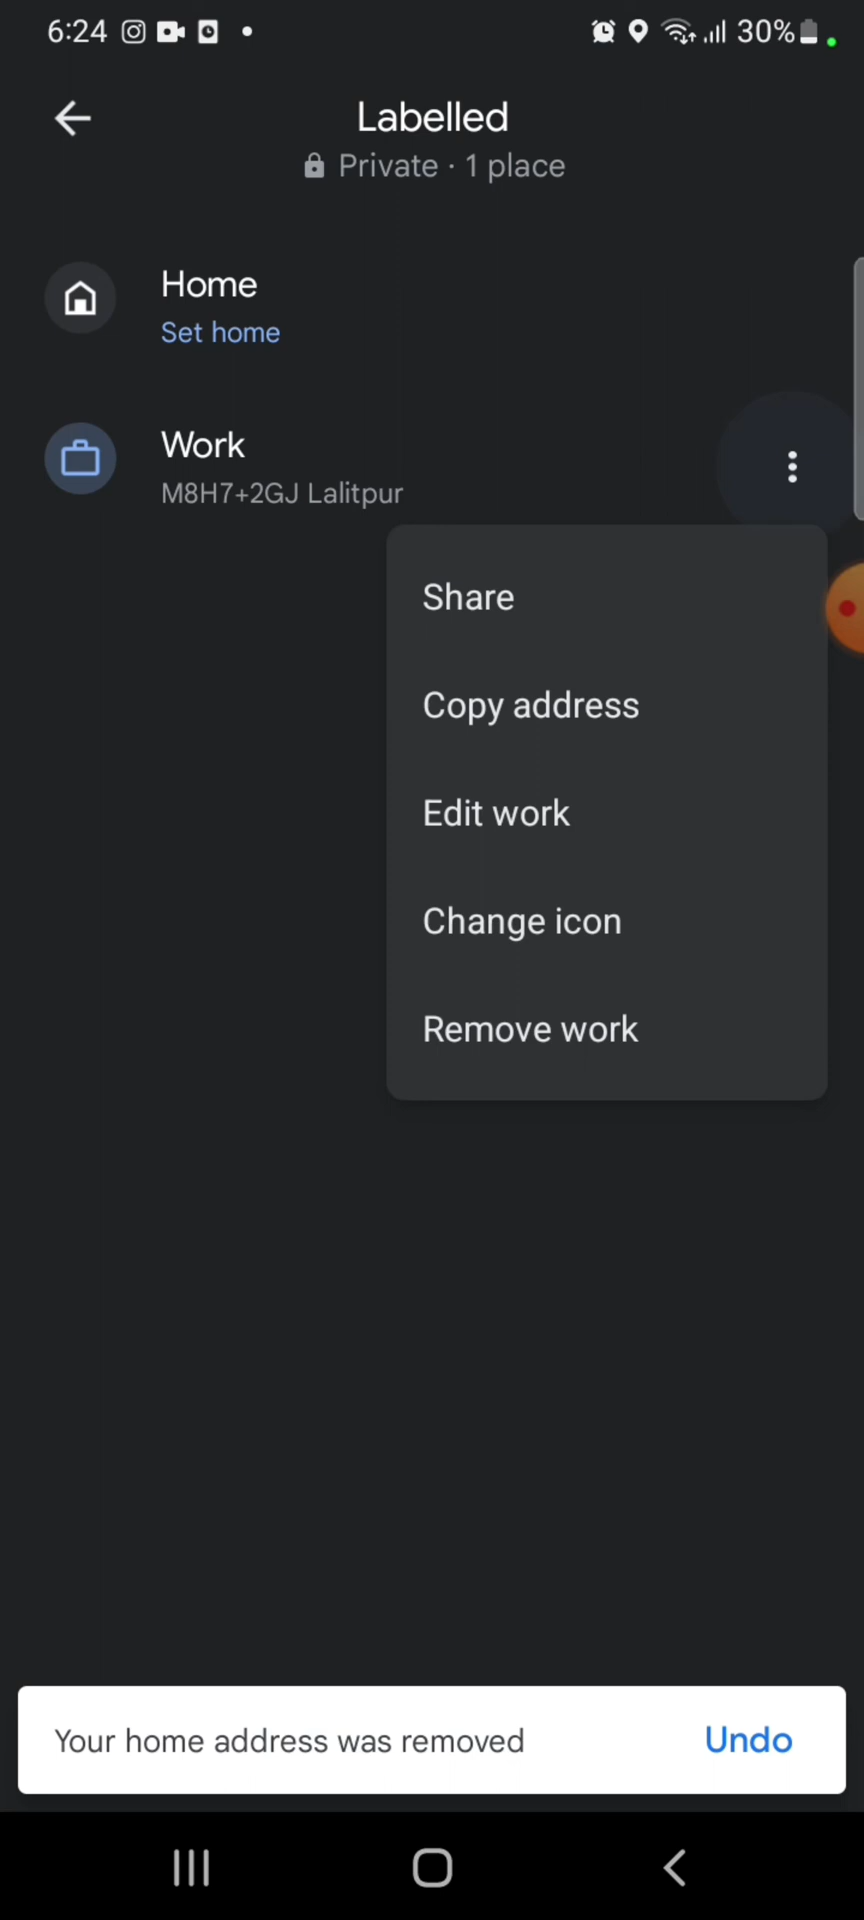 6:24 30%
Labelled
Private · 1 place
Home
Set home
Work
M8H7+2GJ Lalitpur
Share
Copy address
Edit work
Change icon
Remove work
Your home address was removed Undo